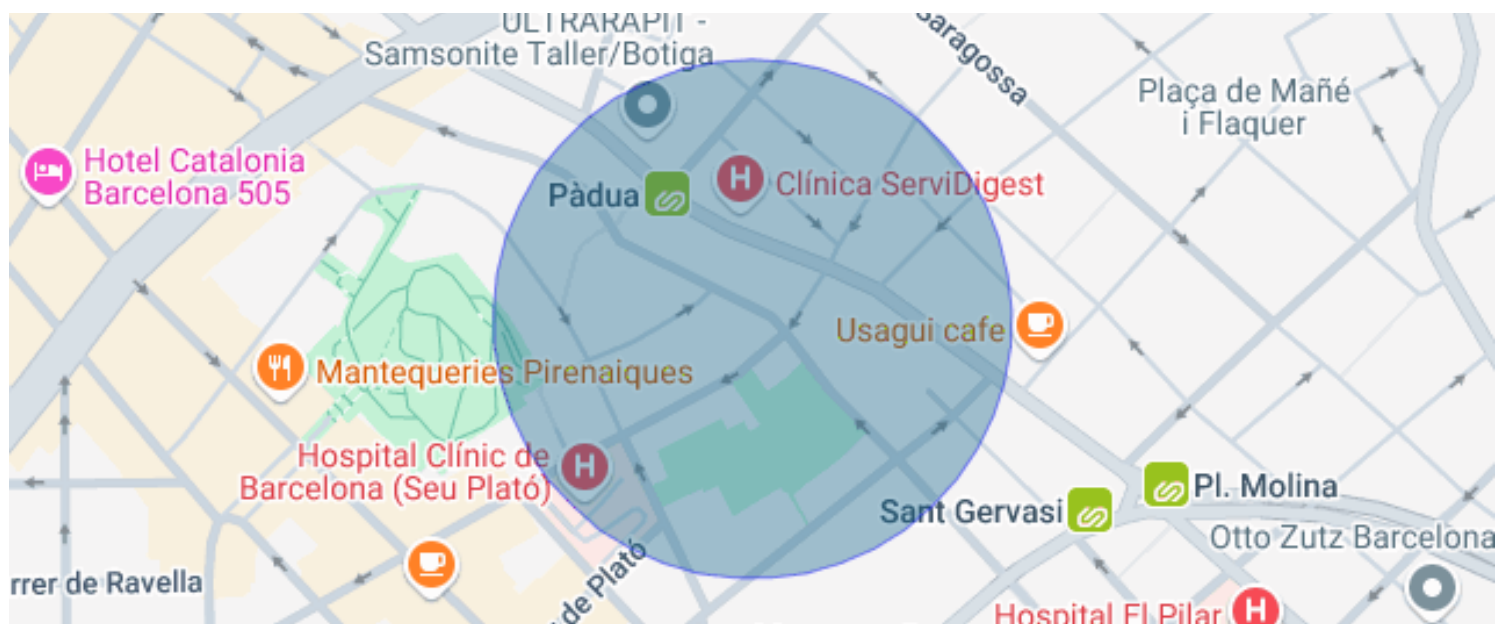 ULTRARAPIT -
Samsonite Taller/Botiga
Saragossa
Plaça de Mañé
i Flaquer
Hotel Catalonia
Barcelona 505
Pàdua
H
Clínica ServiDigest
Usagui cafe
Mantequeries Pirenaiques
Hospital Clínic de
Barcelona (Seu Plató)
H
Sant Gervasi
Pl. Molina
Otto Zutz Barcelona
rrer de Ravella
de Plató
Hospital El Pilar
H